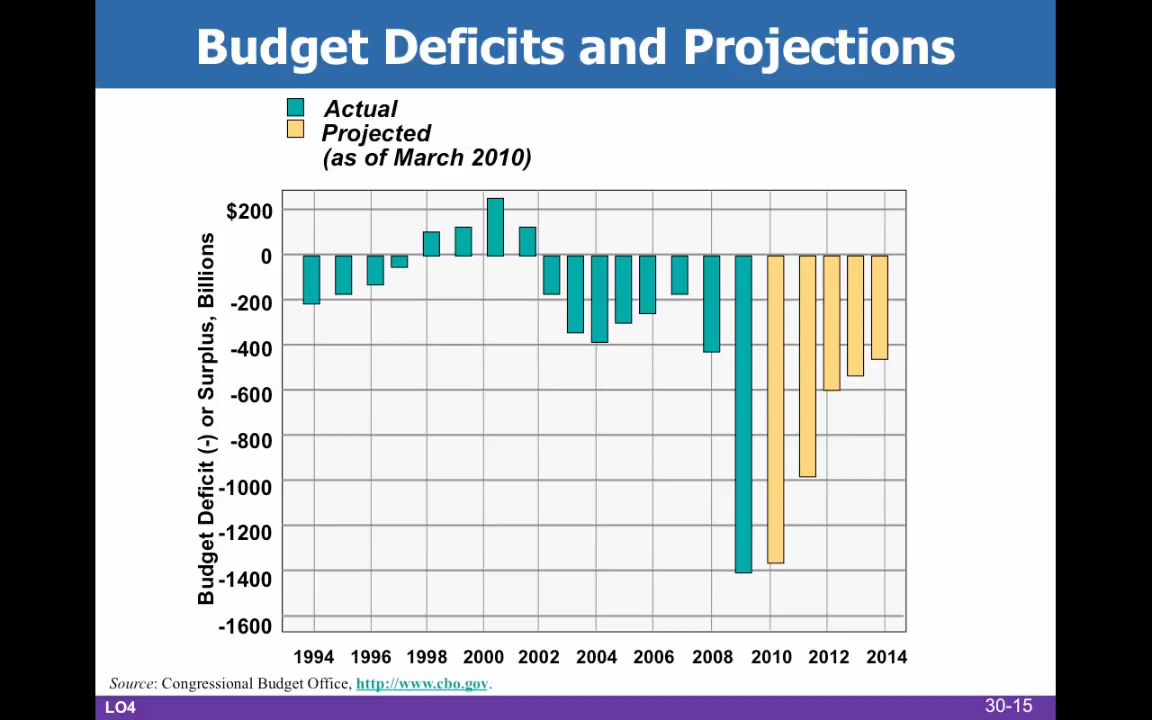 Budget Deficits and Projections
Actual
Projected
(as of March 2010)
Budget Deficit (-) or Surplus, Billions
$200
0
-200
-400
-600
-800
-1000
-1200
-1400
-1600
1994 1996 1998 2000 2002 2004 2006 2008 2010 2012 2014
Source: Congressional Budget Office, http://www.cbo.gov.
LO4 30-15